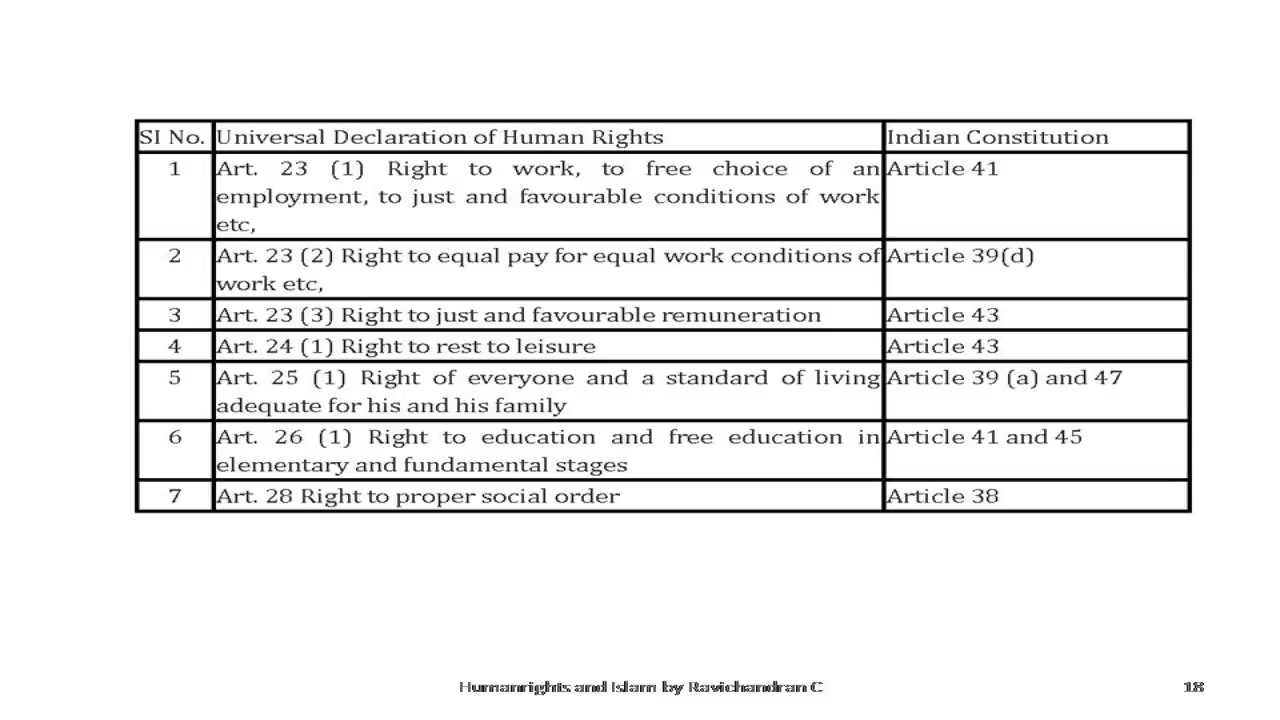 SI No. Universal Declaration of Human Rights Indian Constitution
1 Art. 23 (1) Right to work, to free choice of an Article 41
employment, to just and favourable conditions of work
etc,
2 Art. 23 (2) Right to equal pay for equal work conditions of Article 39(d)
work etc,
3 Art. 23 (3) Right to just and favourable remuneration Article 43
4 Art. 24 (1) Right to rest to leisure Article 43
5 Art. 25 (1) Right of everyone and a standard of living Article 39 (a) and 47
adequate for his and his family
6 Art. 26 (1) Right to education and free education in Article 41 and 45
elementary and fundamental stages
7 Art. 28 Right to proper social order Article 38
Humanrights and Islam by Ravichandran C 18